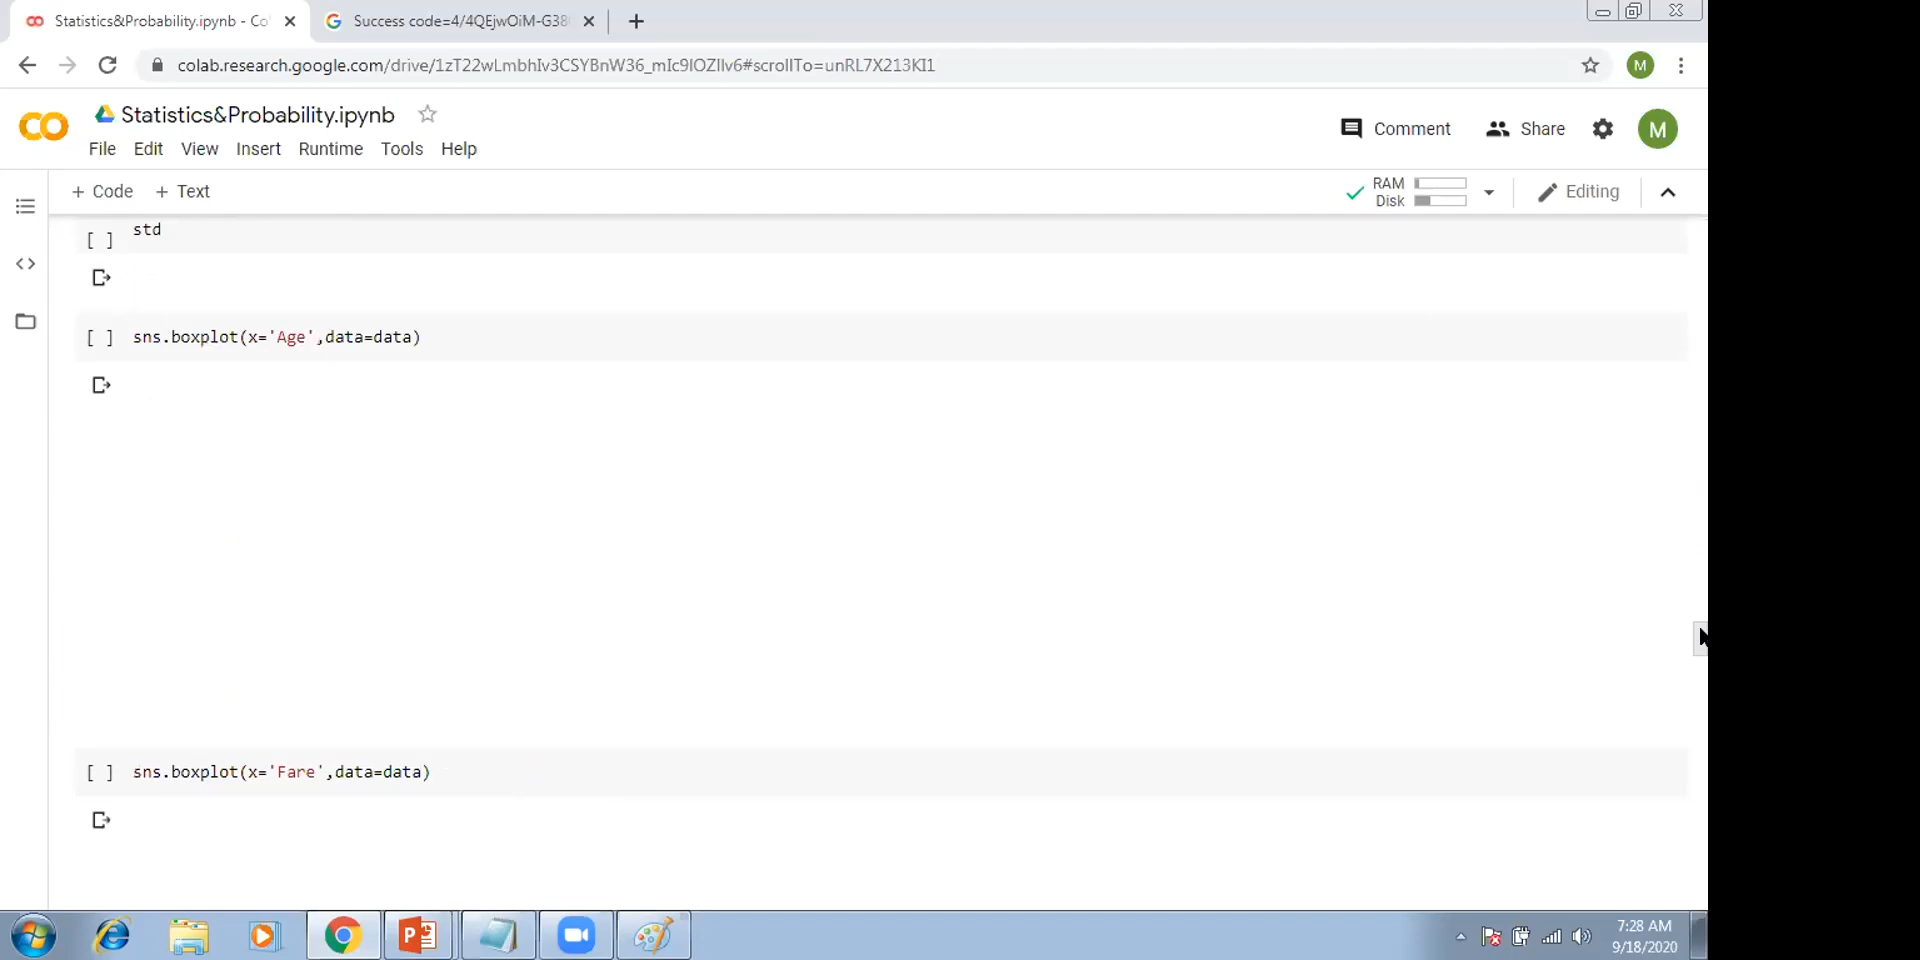 Statistics&Probability.ipynb - Co
Success code=4/4QEjwOiM-G38
colab.research.google.com/drive/1zT22wLmbhIv3CSYBnW36_mIc9IOZIIv6#scrollTo=unRL7X213KI1
M
Statistics&Probability.ipynb
Comment
Share
M
File Edit View Insert Runtime Tools Help
+ Code + Text
RAM
Disk
Editing
[ ] std
[ ] sns.boxplot(x='Age',data=data)
[ ] sns.boxplot(x='Fare',data=data)
7:28 AM
9/18/2020